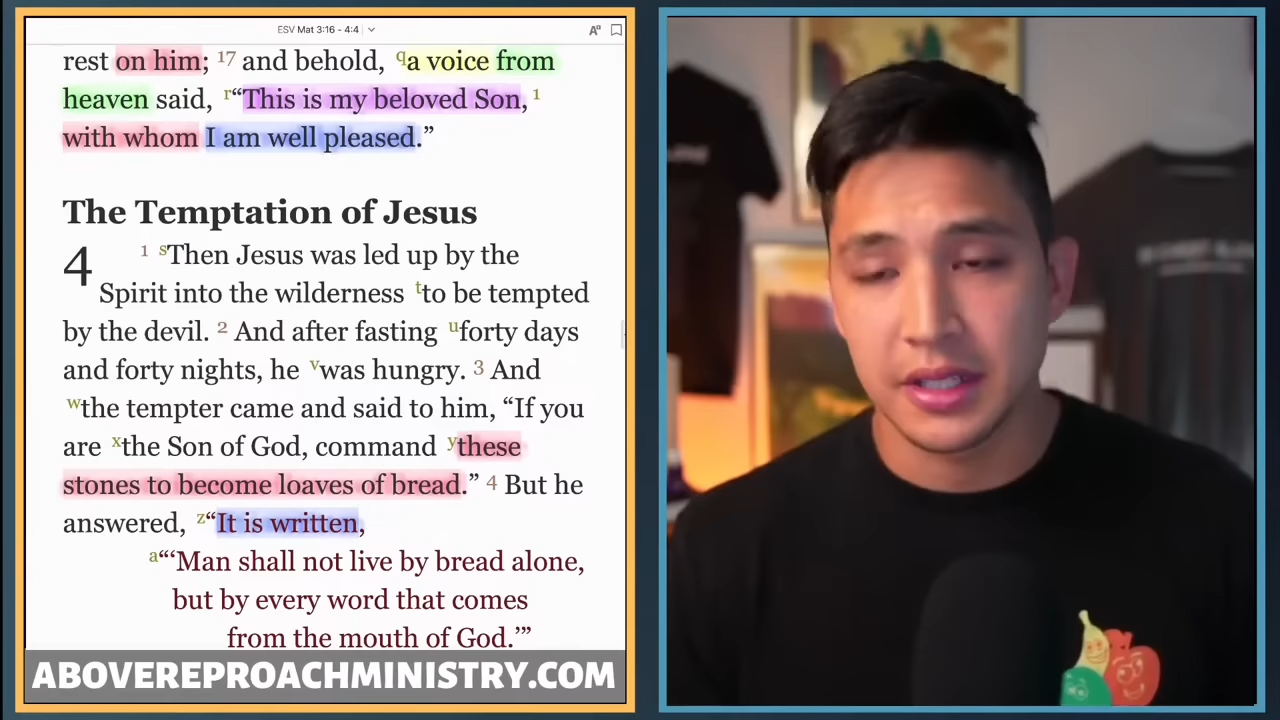 ESV Mat 3:16 - 4:4
rest on him; 17 and behold, q a voice from
heaven said, r “This is my beloved Son, 1
with whom I am well pleased.”
The Temptation of Jesus
4 1 s Then Jesus was led up by the
Spirit into the wilderness t to be tempted
by the devil. 2 And after fasting u forty days
and forty nights, he v was hungry. 3 And
w the tempter came and said to him, “If you
are x the Son of God, command y these
stones to become loaves of bread.” 4 But he
answered, z “It is written,
a “‘Man shall not live by bread alone,
but by every word that comes
from the mouth of God.’”
ABOVEREPROACHMINISTRY.COM